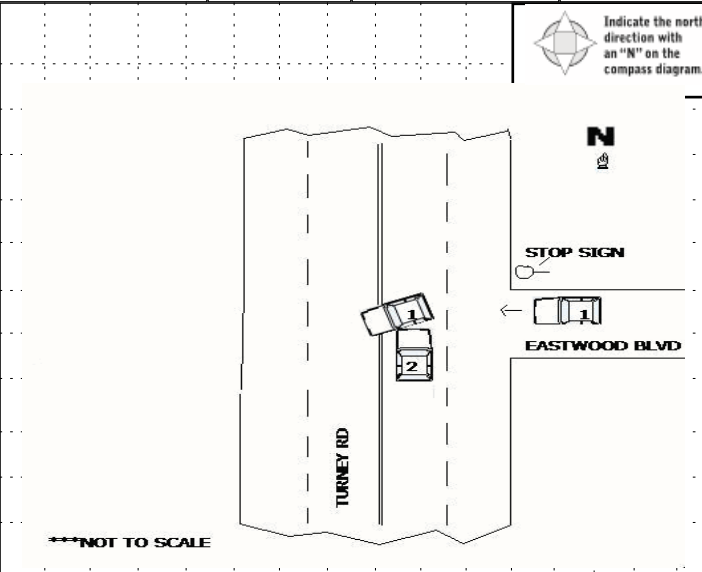 Indicate the north
direction with
an “N” on the
compass diagram.
N
STOP SIGN
1
1
EASTWOOD BLVD
2
TURNEY RD
***NOT TO SCALE